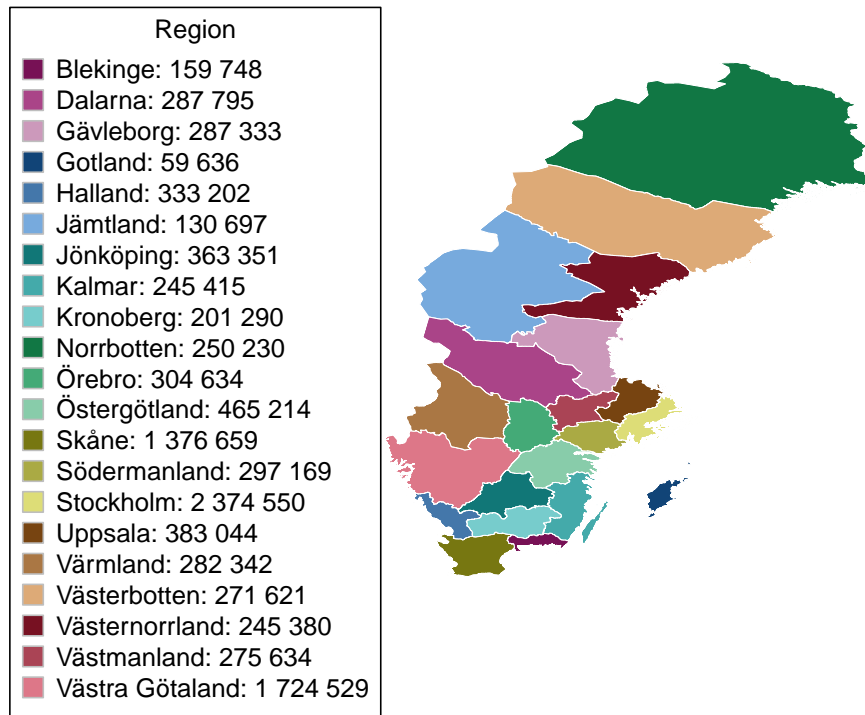 Region
Blekinge: 159 748
Dalarna: 287 795
Gävleborg: 287 333
Gotland: 59 636
Halland: 333 202
Jämtland: 130 697
Jönköping: 363 351
Kalmar: 245 415
Kronoberg: 201 290
Norrbotten: 250 230
Örebro: 304 634
Östergötland: 465 214
Skåne: 1 376 659
Södermanland: 297 169
Stockholm: 2 374 550
Uppsala: 383 044
Värmland: 282 342
Västerbotten: 271 621
Västernorrland: 245 380
Västmanland: 275 634
Västra Götaland: 1 724 529